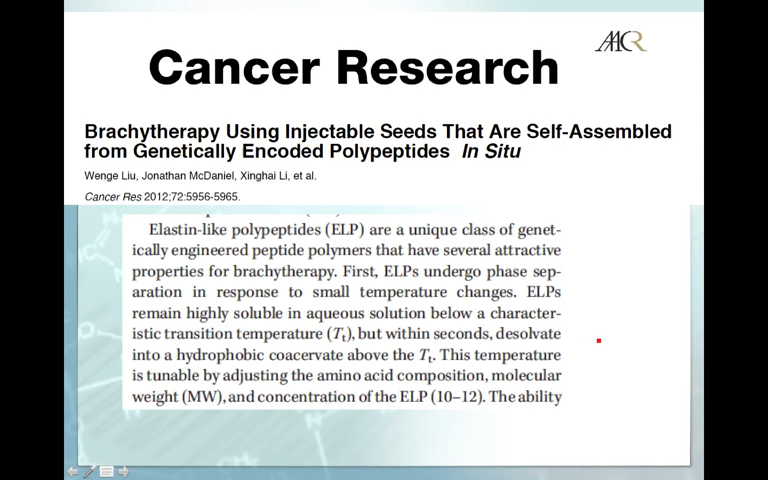 AACR
Cancer Research
Brachytherapy Using Injectable Seeds That Are Self-Assembled
from Genetically Encoded Polypeptides In Situ
Wenge Liu, Jonathan McDaniel, Xinghai Li, et al.
Cancer Res 2012;72:5956-5965.
Elastin-like polypeptides (ELP) are a unique class of genet-
ically engineered peptide polymers that have several attractive
properties for brachytherapy. First, ELPs undergo phase sep-
aration in response to small temperature changes. ELPs
remain highly soluble in aqueous solution below a character-
istic transition temperature (Tt), but within seconds, desolvate
into a hydrophobic coacervate above the Tt. This temperature
is tunable by adjusting the amino acid composition, molecular
weight (MW), and concentration of the ELP (10–12). The ability